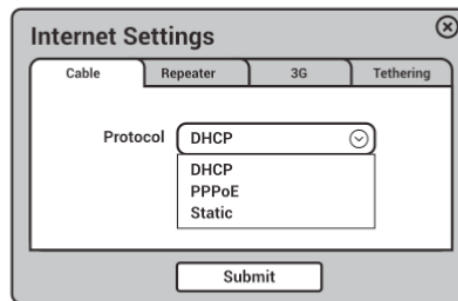 Internet Settings
Cable Repeater 3G Tethering
Protocol DHCP
DHCP
PPPoE
Static
Submit